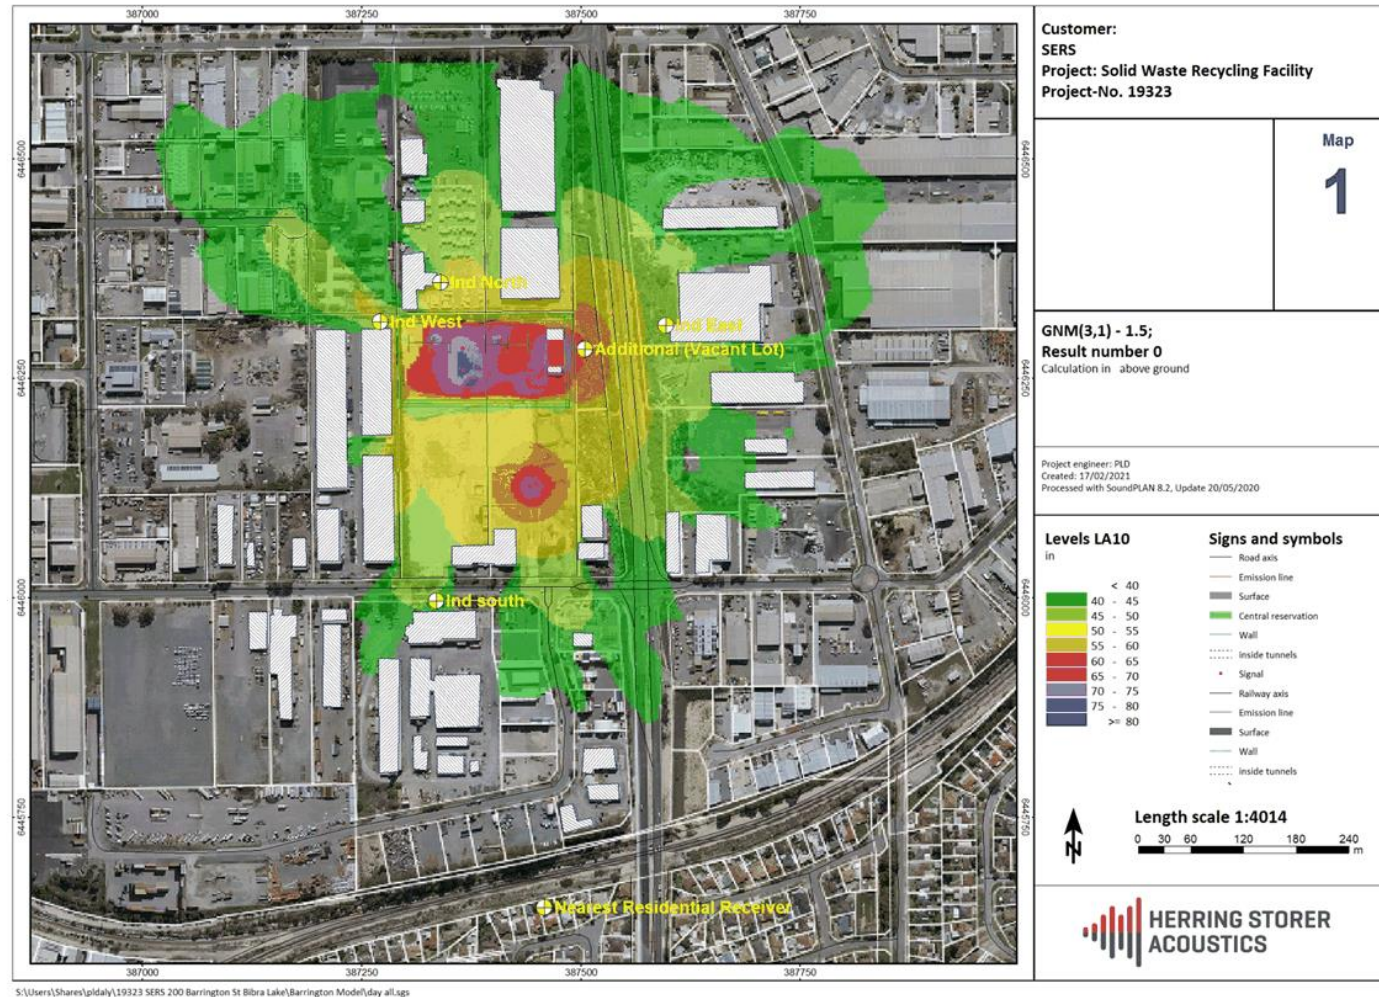 387000 387250 387500 387750
6446500 6446500
6446250 6446250
6446000 6446000
6445750 6445750
Ind North
Ind West
Ind East
Additional (Vacant Lot)
Ind south
Nearest Residential Receiver
387000 387250 387500 387750
S:\Users\Shares\pldaly\19323 SERS 200 Barrington St Bibra Lake\Barrington Model\day all.sgs
Customer:
SERS
Project: Solid Waste Recycling Facility
Project-No. 19323
Map
1
GNM(3,1) - 1.5;
Result number 0
Calculation in above ground
Project engineer: PLD
Created: 17/02/2021
Processed with SoundPLAN 8.2, Update 20/05/2020
Levels LA10
in
< 40
40 - 45
45 - 50
50 - 55
55 - 60
60 - 65
65 - 70
70 - 75
75 - 80
>= 80
Signs and symbols
Road axis
Emission line
Surface
Central reservation
Wall
inside tunnels
Signal
Railway axis
Emission line
Surface
Wall
inside tunnels
Length scale 1:4014
0 30 60 120 180 240
m
N
HERRING STORER
ACOUSTICS